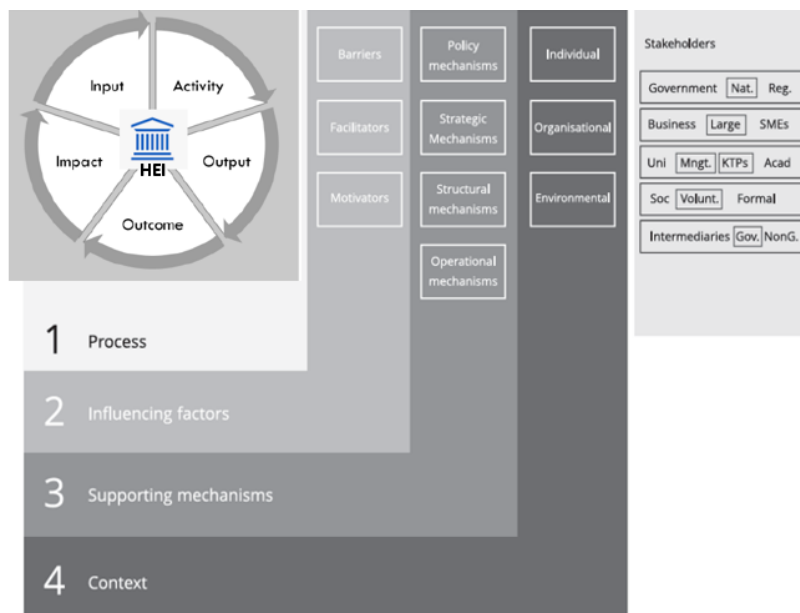 Input
Activity
Impact
HEI
Output
Outcome
Barriers
Facilitators
Motivators
Policy
mechanisms
Strategic
Mechanisms
Structural
mechanisms
Operational
mechanisms
Individual
Organisational
Environmental
Stakeholders
Government Nat. Reg.
Business Large SMEs
Uni Mngt. KTPs Acad
Soc Volunt. Formal
Intermediaries Gov. NonG.
1 Process
2 Influencing factors
3 Supporting mechanisms
4 Context